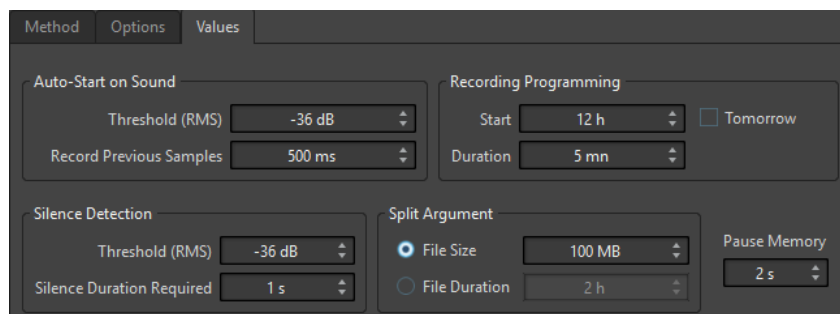 Method Options Values
Auto-Start on Sound
Threshold (RMS) -36 dB
Record Previous Samples 500 ms
Recording Programming
Start 12 h Tomorrow
Duration 5 mn
Silence Detection
Threshold (RMS) -36 dB
Silence Duration Required 1 s
Split Argument
File Size 100 MB
File Duration 2 h
Pause Memory
2 s